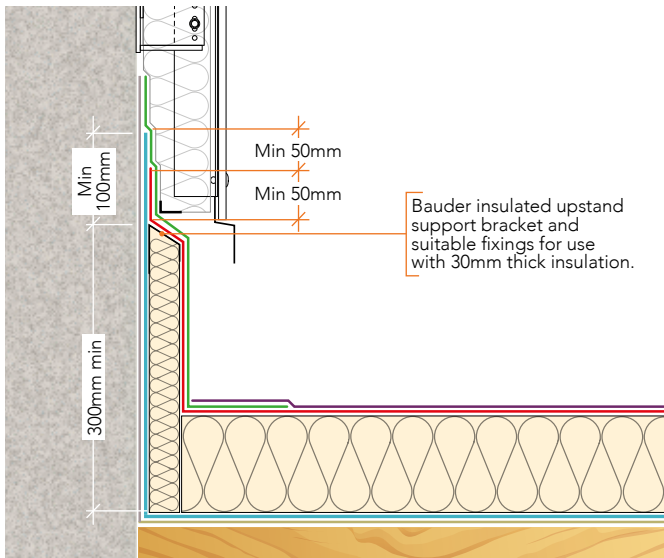 Min 50mm
Min
100mm
Min 50mm
Bauder insulated upstand
support bracket and
suitable fixings for use
with 30mm thick insulation.
300mm min